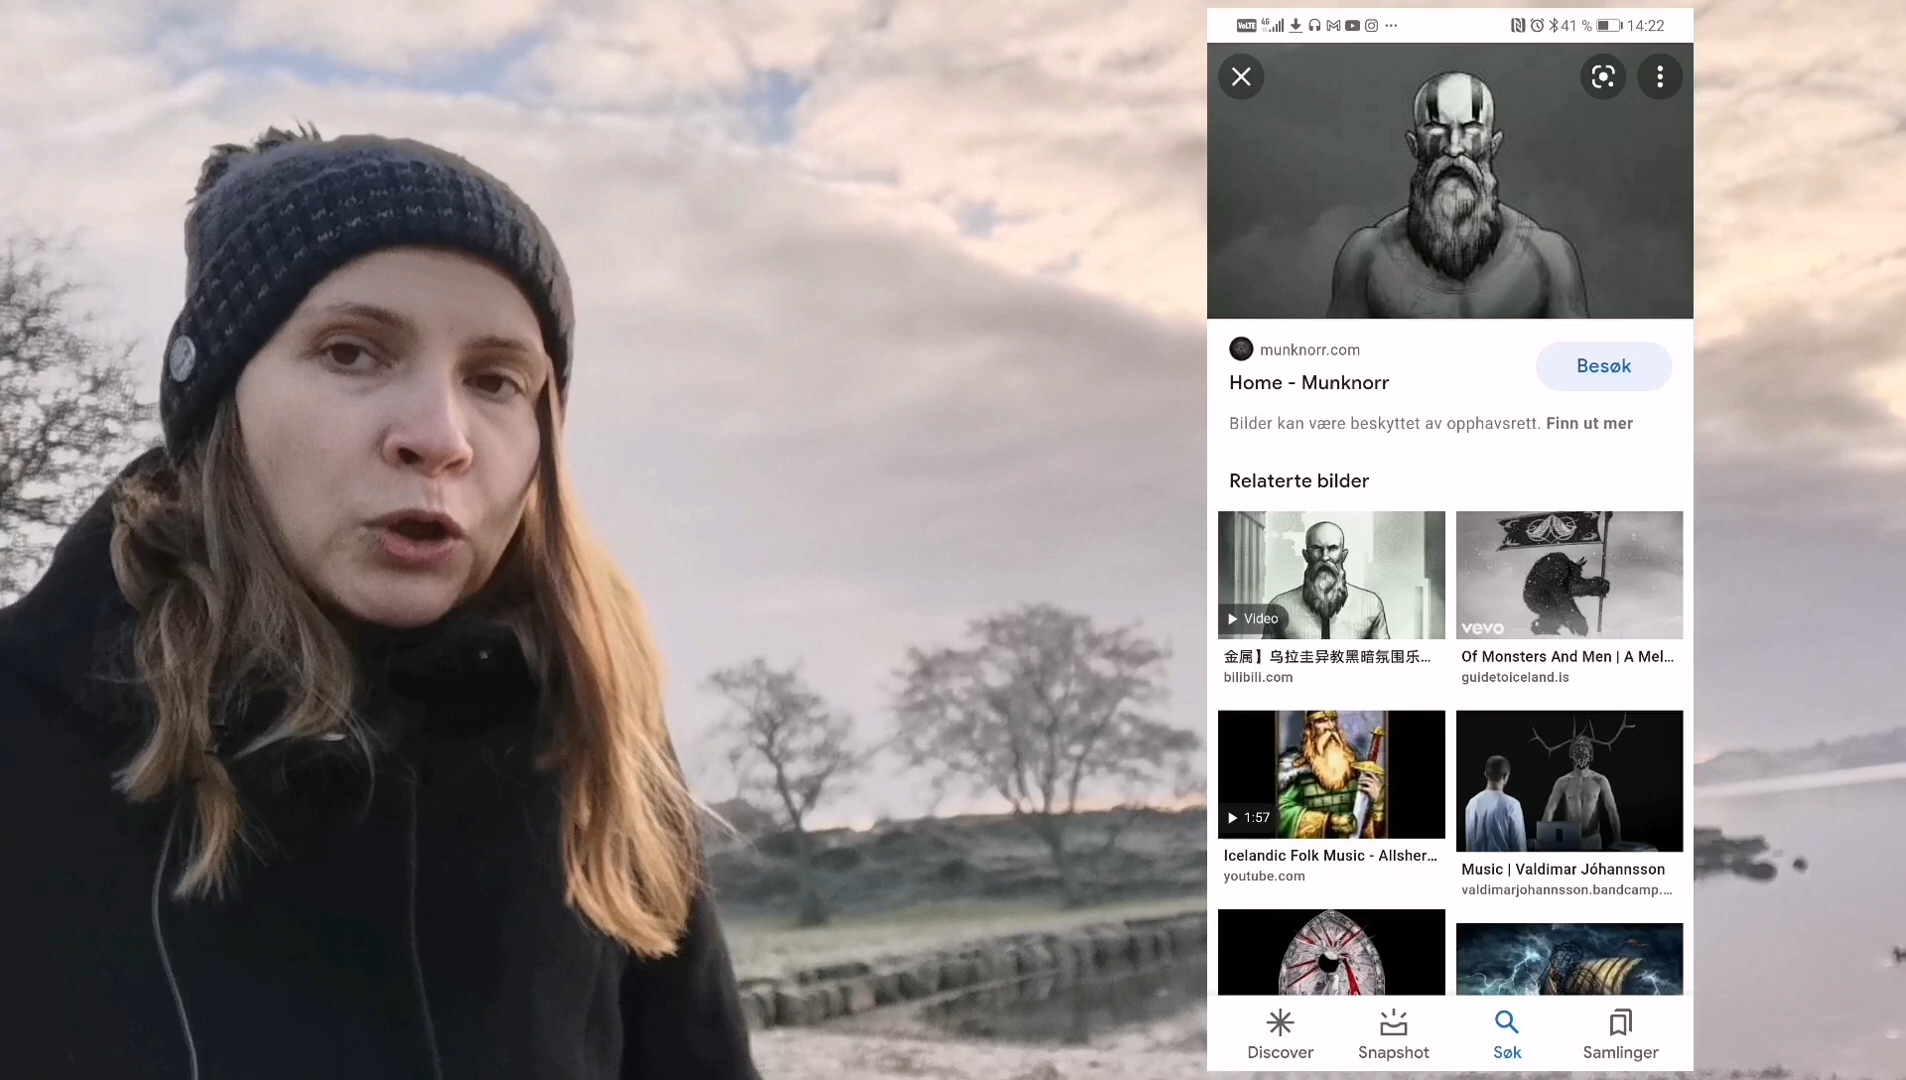 VoLTE 4G 41 % 14:22
munknorr.com
Besøk
Home - Munknorr
Bilder kan være beskyttet av opphavsrett. Finn ut mer
Relaterte bilder
Video
vevo
金属】乌拉圭异教黑暗氛围乐...
Of Monsters And Men | A Mel...
bilibili.com
guidetoiceland.is
1:57
Icelandic Folk Music - Allsher...
Music | Valdimar Jóhannsson
youtube.com
valdimarjohannsson.bandcamp....
Discover
Snapshot
Søk
Samlinger